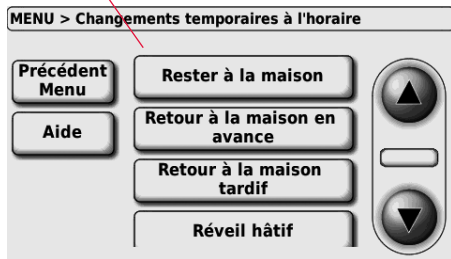 MENU > Changements temporaires à l'horaire
Précédent
Menu
Aide
Rester à la maison
Retour à la maison en
avance
Retour à la maison
tardif
Réveil hâtif